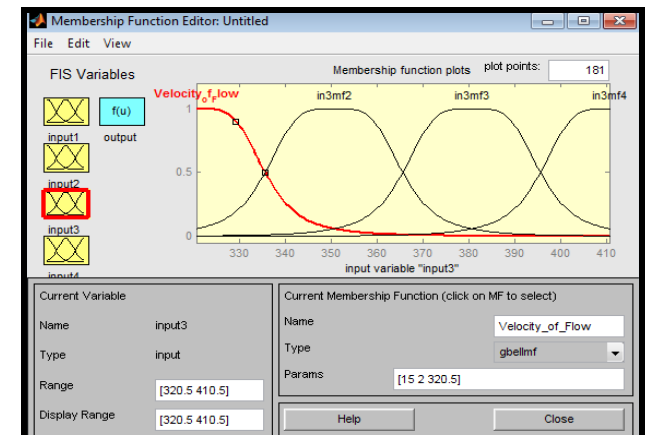 Membership Function Editor: Untitled
File Edit View
FIS Variables
Membership function plots plot points: 181
f(u)
input1 output
input2
input3
input4
Velocity_of_Flow in3mf2 in3mf3 in3mf4
1
0.5
0
330 340 350 360 370 380 390 400 410
input variable "input3"
Current Variable
Name input3
Type input
Range [320.5 410.5]
Display Range [320.5 410.5]
Current Membership Function (click on MF to select)
Name Velocity_of_Flow
Type gbellmf
Params [15 2 320.5]
Help Close